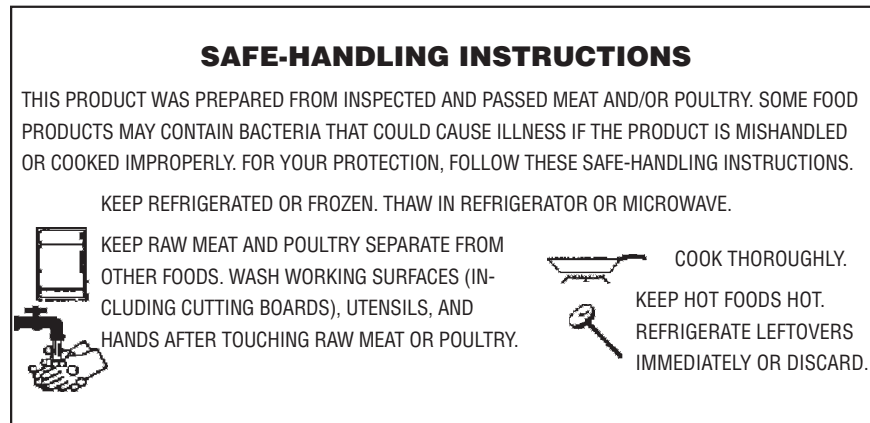 SAFE-HANDLING INSTRUCTIONS
THIS PRODUCT WAS PREPARED FROM INSPECTED AND PASSED MEAT AND/OR POULTRY. SOME FOOD
PRODUCTS MAY CONTAIN BACTERIA THAT COULD CAUSE ILLNESS IF THE PRODUCT IS MISHANDLED
OR COOKED IMPROPERLY. FOR YOUR PROTECTION, FOLLOW THESE SAFE-HANDLING INSTRUCTIONS.
KEEP REFRIGERATED OR FROZEN. THAW IN REFRIGERATOR OR MICROWAVE.
KEEP RAW MEAT AND POULTRY SEPARATE FROM
OTHER FOODS. WASH WORKING SURFACES (IN-
CLUDING CUTTING BOARDS), UTENSILS, AND
HANDS AFTER TOUCHING RAW MEAT OR POULTRY.
COOK THOROUGHLY.
KEEP HOT FOODS HOT.
REFRIGERATE LEFTOVERS
IMMEDIATELY OR DISCARD.